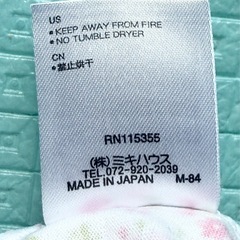 US
• KEEP AWAY FROM FIRE
• NO TUMBLE DRYER
CN
• 禁止烘干
RN115355
(株)ミキハウス
TEL.072-920-2039
MADE IN JAPAN M-84